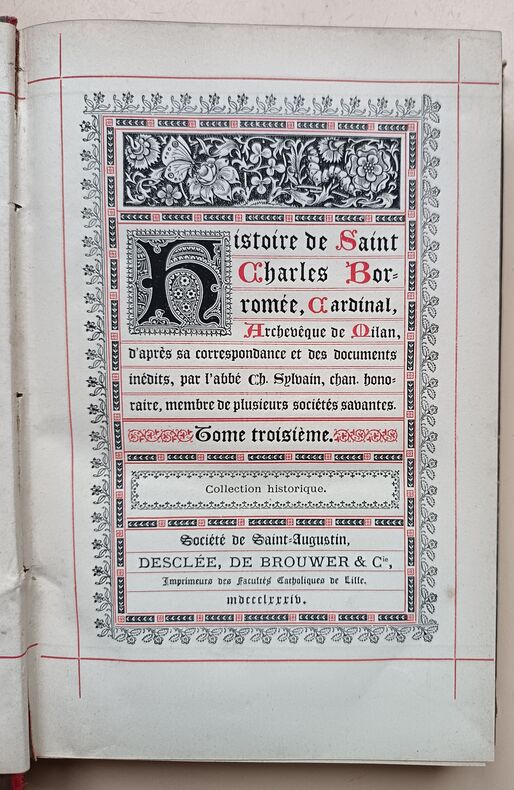 Histoire de Saint
Charles Bor-
romée, Cardinal,
Archevêque de Milan,
d'après sa correspondance et des documents
inédits, par l'abbé Ch. Sylvain, chan. hono-
raire, membre de plusieurs sociétés savantes.
Tome troisième.
Collection historique.
Société de Saint-Augustin,
DESCLÉE, DE BROUWER & Cie,
Imprimeurs des Facultés Catholiques de Lille.
mdccclxxxiv.